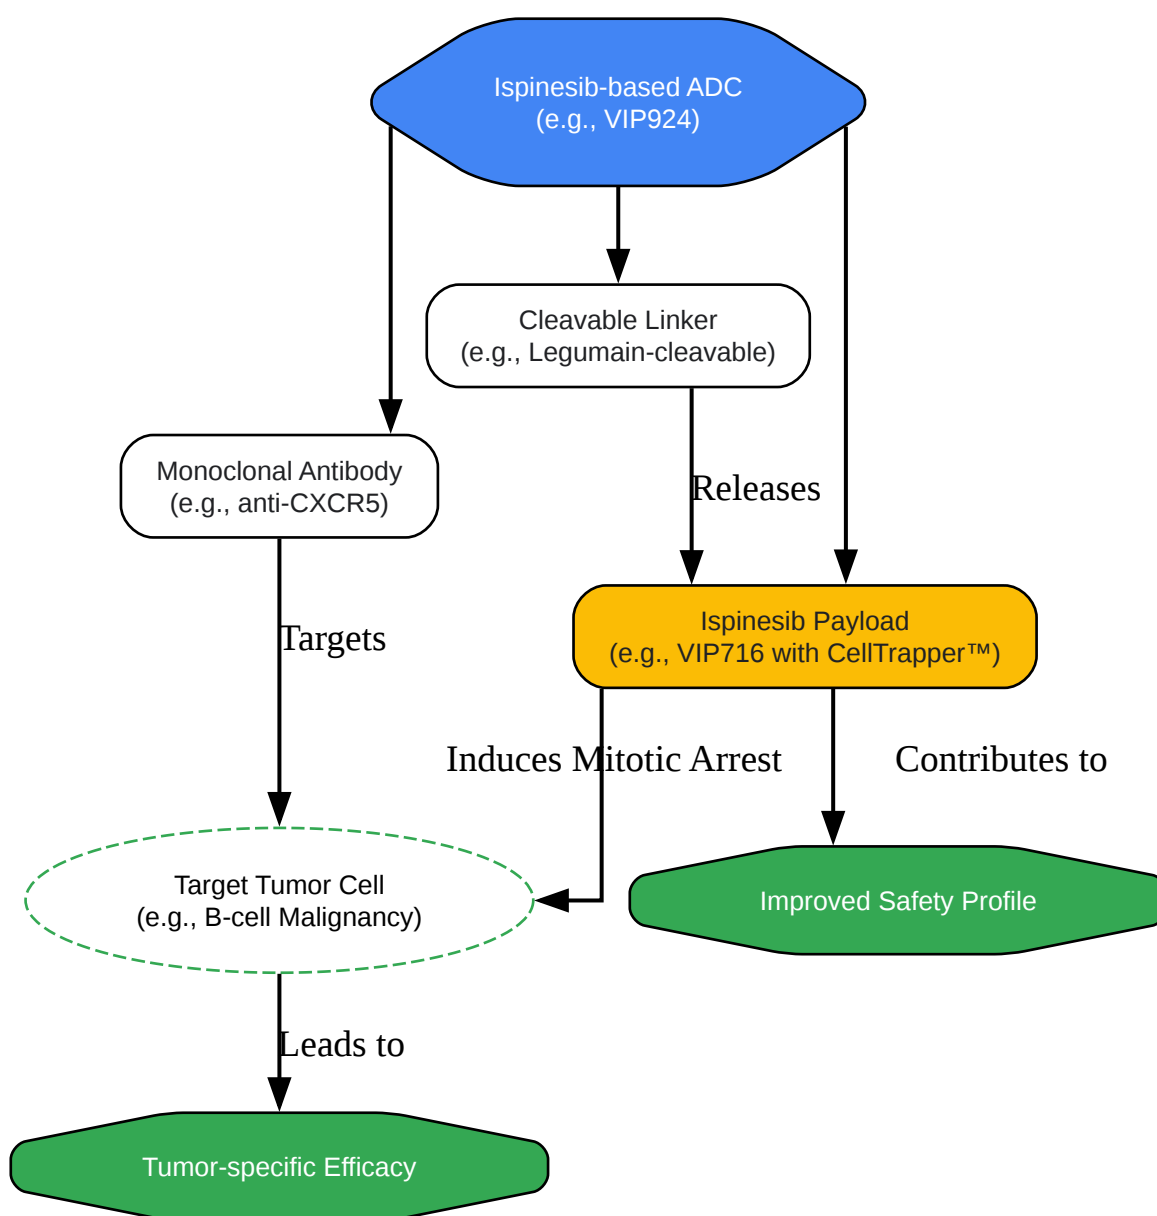 Ispinesib-based ADC
(e.g., VIP924)
Cleavable Linker
(e.g., Legumain-cleavable)
Monoclonal Antibody
(e.g., anti-CXCR5)
Releases
Ispinesib Payload
(e.g., VIP716 with CellTrapper™)
Targets
Induces Mitotic Arrest
Contributes to
Target Tumor Cell
(e.g., B-cell Malignancy)
Improved Safety Profile
Leads to
Tumor-specific Efficacy